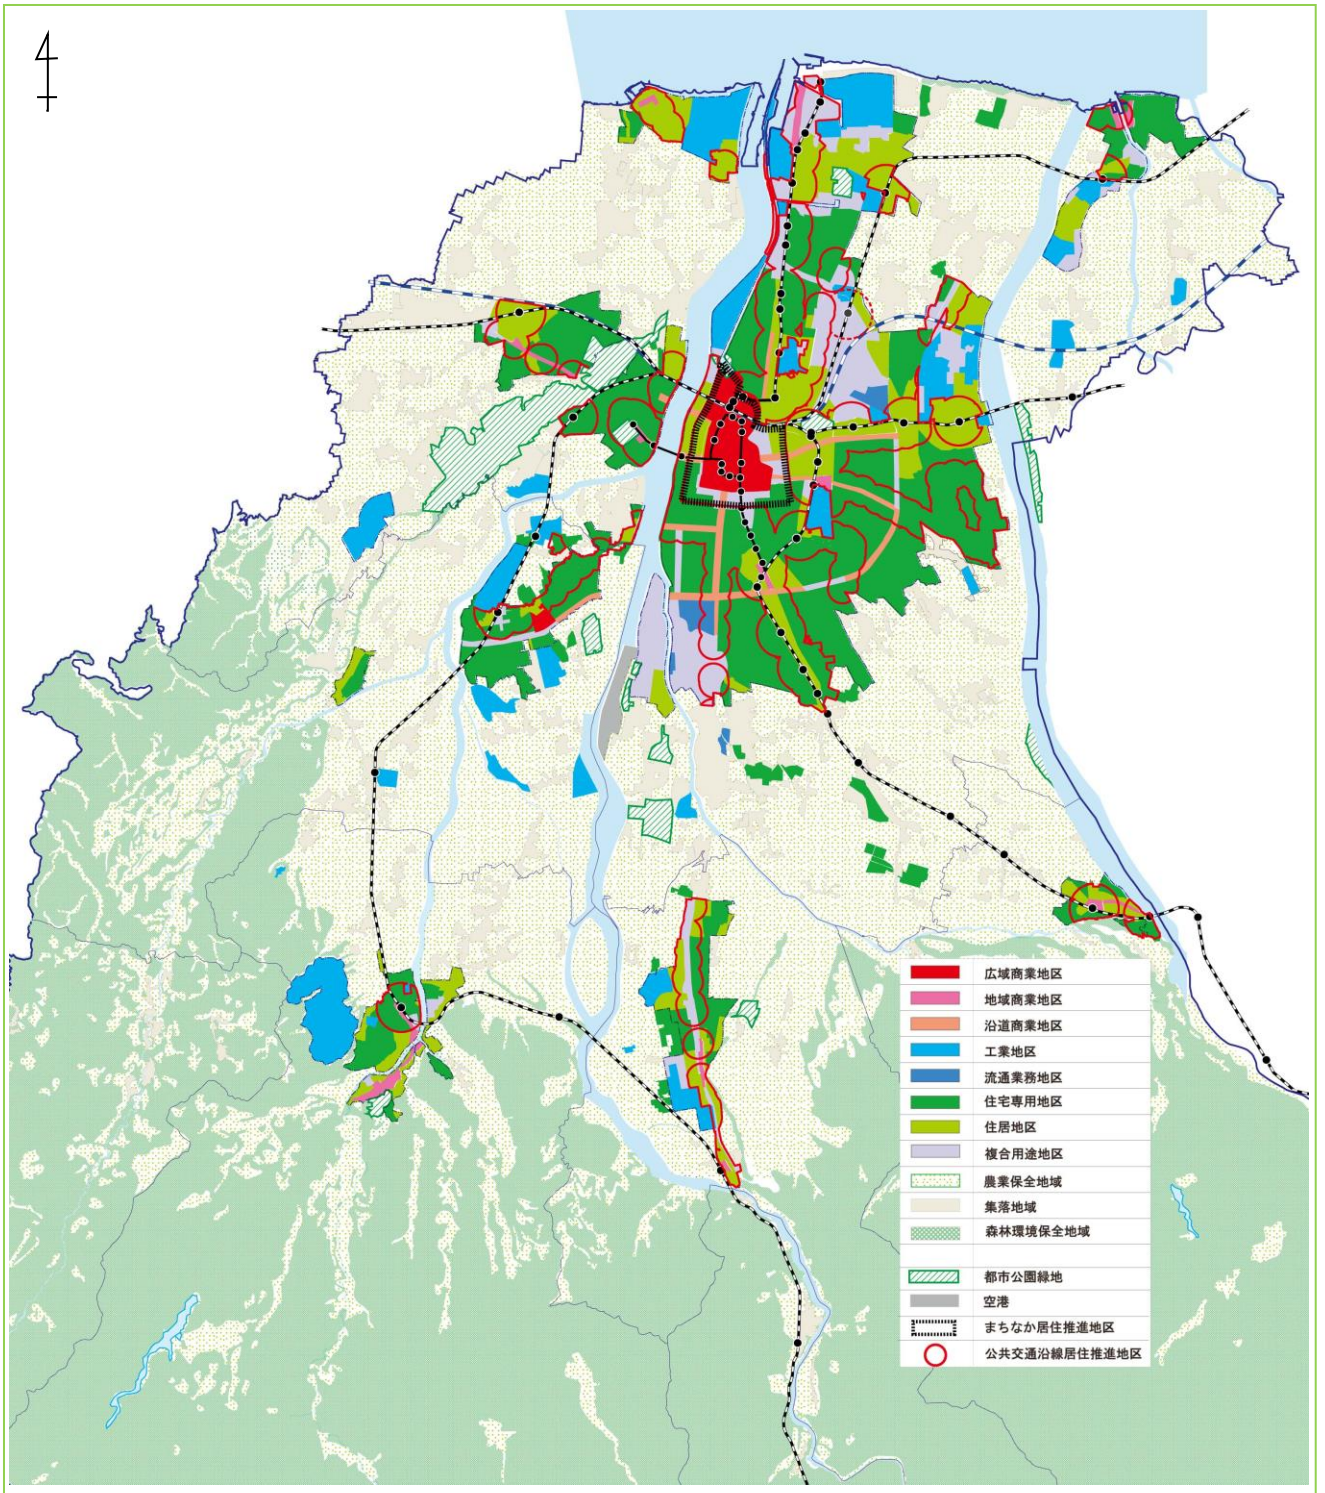 広域商業地区
地域商業地区
沿道商業地区
工業地区
流通業務地区
住宅専用地区
住居地区
複合用途地区
農業保全地域
集落地域
森林環境保全地域
都市公園緑地
空港
まちなか居住推進地区
公共交通沿線居住推進地区